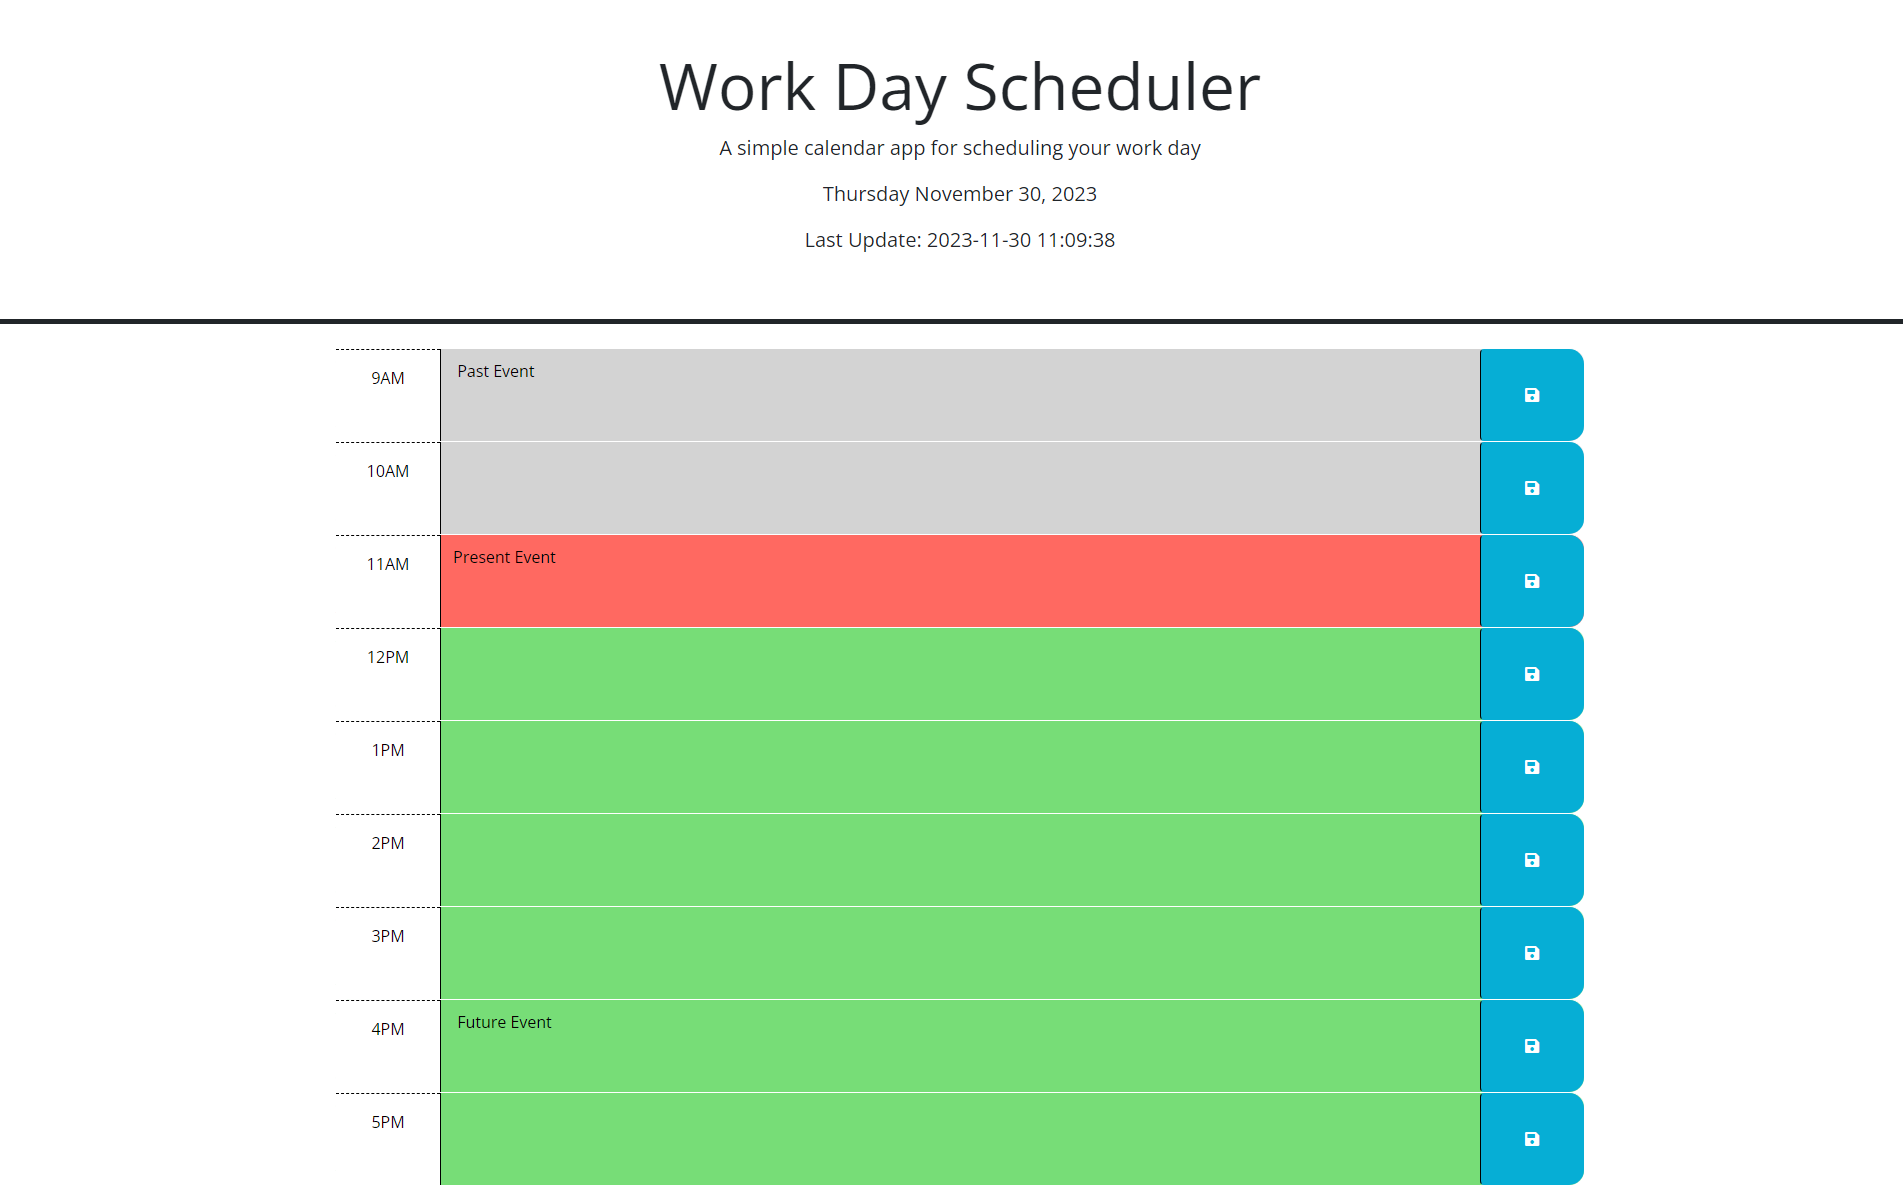 Work Day Scheduler
A simple calendar app for scheduling your work day
Thursday November 30, 2023
Last Update: 2023-11-30 11:09:38
9AM
Past Event
10AM
11AM
Present Event
12PM
1PM
2PM
3PM
4PM
Future Event
5PM